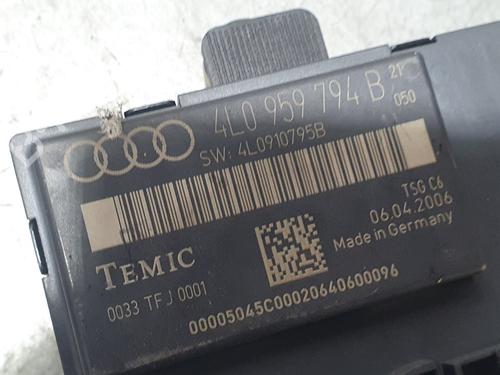 4L0 959 794 B 21
050
SW: 4L0910795B
TSG C6
06.04.2006
Made in Germany
TEMIC
0033 TFJ 0001
00005045C00020640600096